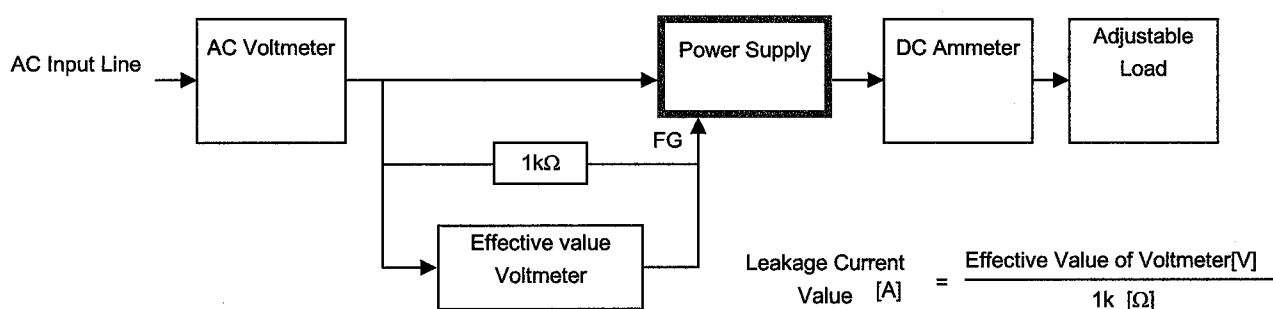 AC Input Line
AC Voltmeter
Power Supply
DC Ammeter
Adjustable
Load
FG
1kΩ
Effective value
Voltmeter
Leakage Current
Value [A]
=
Effective Value of Voltmeter[V]
1k [Ω]